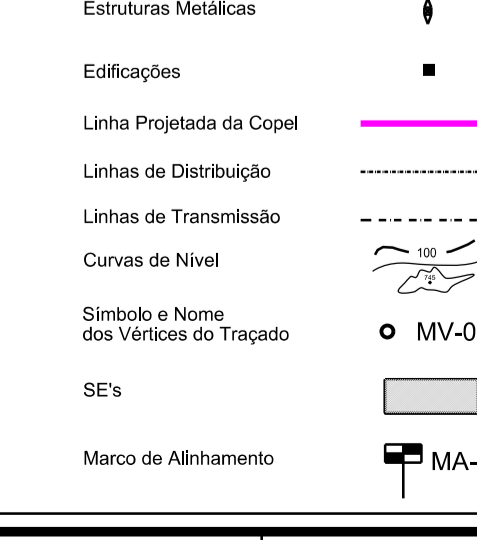 Estruturas Metálicas
Edificações
Linha Projetada da Copel
Linhas de Distribuição
Linhas de Transmissão
Curvas de Nível
100
745
Símbolo e Nome
dos Vértices do Traçado
MV-0
SE's
Marco de Alinhamento
MA-